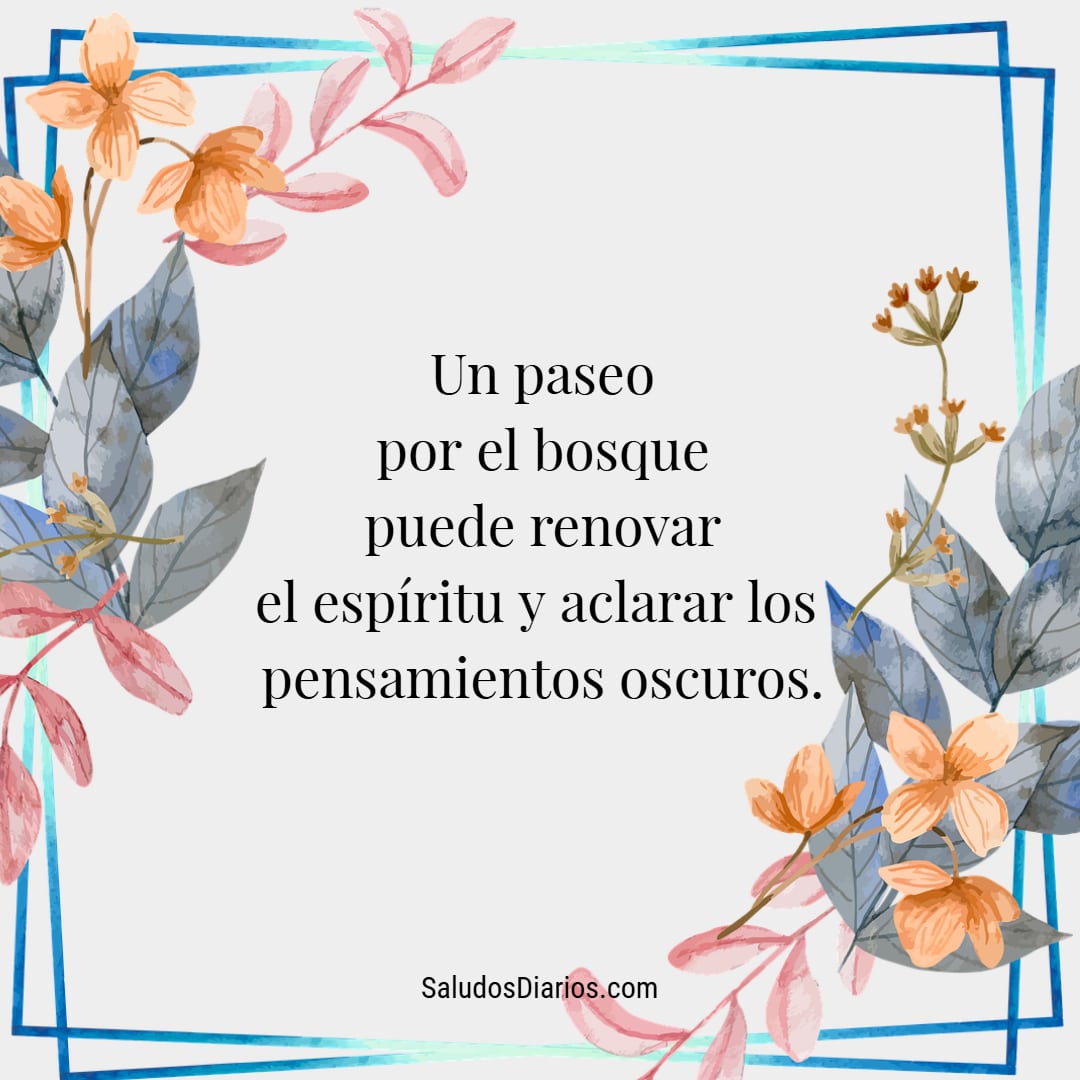 Un paseo
por el bosque
puede renovar
el espíritu y aclarar los
pensamientos oscuros.
SaludosDiarios.com